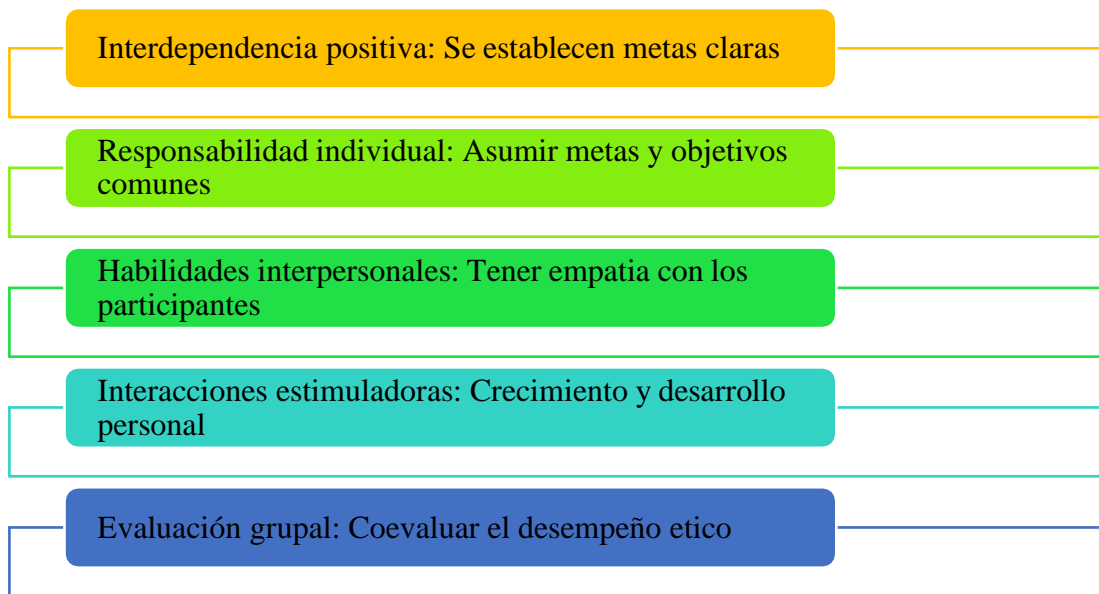 Interdependencia positiva: Se establecen metas claras
Responsabilidad individual: Asumir metas y objetivos
comunes
Habilidades interpersonales: Tener empatia con los
participantes
Interacciones estimuladoras: Crecimiento y desarrollo
personal
Evaluación grupal: Coevaluar el desempeño etico